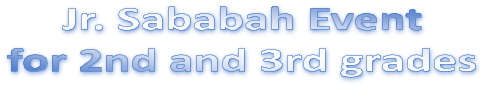 Jr. Sababah Event
for 2nd and 3rd grades